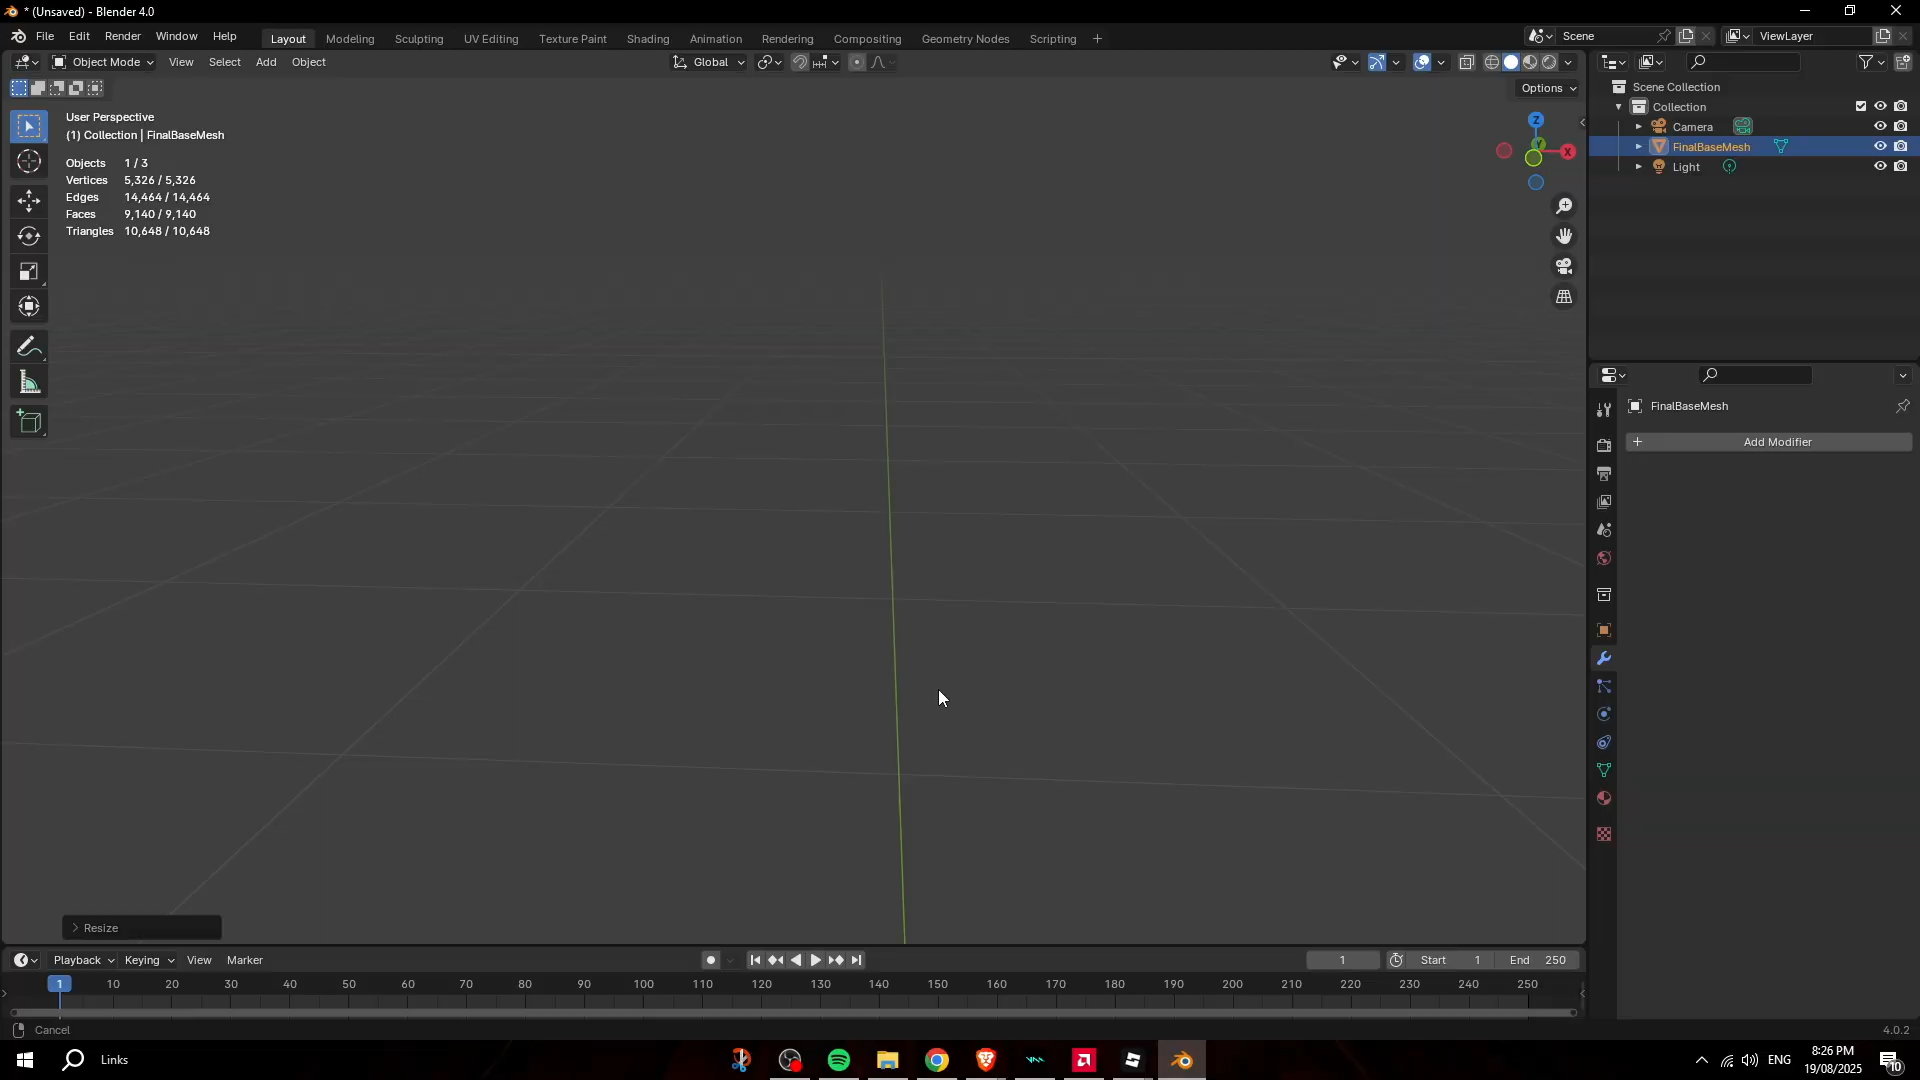 * (Unsaved) - Blender 4.0
File Edit Render Window Help
Layout Modeling Sculpting UV Editing Texture Paint Shading Animation Rendering Compositing Geometry Nodes Scripting +
Scene
ViewLayer
Object Mode View Select Add Object
Global
Options
User Perspective
(1) Collection | FinalBaseMesh
Objects 1 / 3
Vertices 5,326 / 5,326
Edges 14,464 / 14,464
Faces 9,140 / 9,140
Triangles 10,648 / 10,648
Z
Y
X
Scene Collection
Collection
Camera
FinalBaseMesh
Light
FinalBaseMesh
+ Add Modifier
Resize
Playback Keying View Marker
1
Start 1 End 250
1 10 20 30 40 50 60 70 80 90 100 110 120 130 140 150 160 170 180 190 200 210 220 230 240 250
Cancel
4.0.2
Links
ENG
8:26 PM
19/08/2025
10